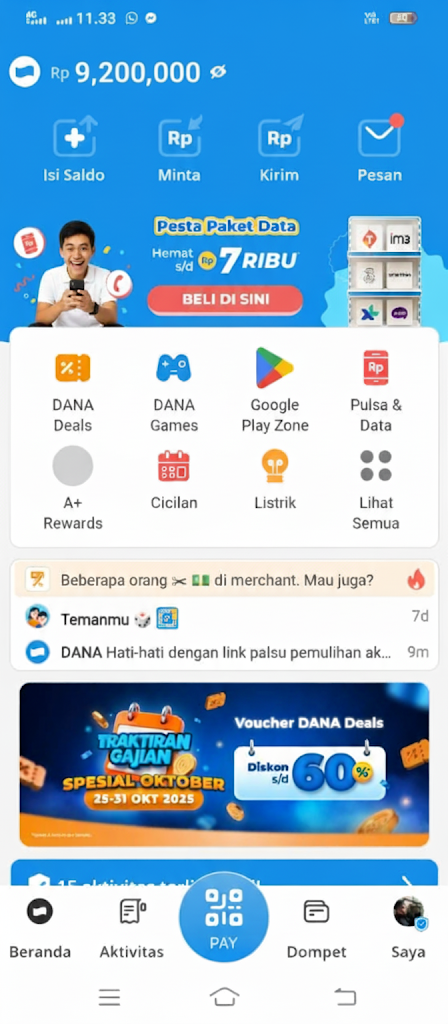 4G 11.33 VoLTE1
Rp 9,200,000
Isi Saldo Minta Kirim Pesan
Pesta Paket Data
Hemat s/d Rp 7 RIBU
BELI DI SINI
im3
DANA Deals
DANA Games
Google Play Zone
Pulsa & Data
A+ Rewards
Cicilan
Listrik
Lihat Semua
Beberapa orang ✂ 💵💵 di merchant. Mau juga?
Temanmu 🎲 7d
DANA Hati-hati dengan link palsu pemulihan ak... 9m
TRAKTIRAN
GAJIAN
SPESIAL OKTOBER
25-31 OKT 2025
Voucher DANA Deals
Diskon s/d 60%
15 aktivitas
Beranda
Aktivitas
PAY
Dompet
Saya